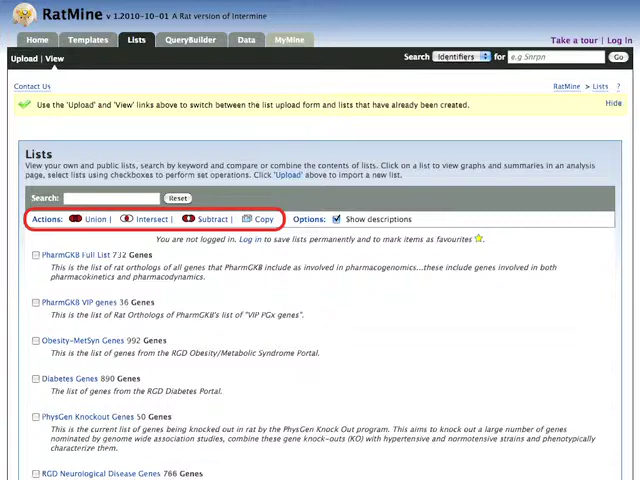 RatMine v 1.2010-10-01 A Rat version of Intermine
Home Templates Lists QueryBuilder Data MyMine
Take a tour | Log In
Upload | View
Search Identifiers for e.g Snrpn Go
Contact Us
RatMine > Lists ?
Use the 'Upload' and 'View' links above to switch between the list upload form and lists that have already been created.
Hide
Lists
View your own and public lists, search by keyword and compare or combine the contents of lists. Click on a list to view graphs and summaries in an analysis
page, select lists using checkboxes to perform set operations. Click 'Upload' above to import a new list.
Search: Reset
Actions: Union | Intersect | Subtract | Copy Options: Show descriptions
You are not logged in. Log in to save lists permanently and to mark items as favourites .
PharmGKB Full List 732 Genes
This is the list of rat orthologs of all genes that PharmGKB include as involved in pharmacogenomics...these include genes involved in both
pharmacokinetics and pharmacodynamics.
PharmGKB VIP genes 36 Genes
This is the list of Rat Orthologs of PharmGKB's list of "VIP PGx genes".
Obesity-MetSyn Genes 992 Genes
This is the list of genes from the RGD Obesity/Metabolic Syndrome Portal.
Diabetes Genes 890 Genes
The list of genes from the RGD Diabetes Portal.
PhysGen Knockout Genes 50 Genes
This is the current list of genes being knocked out in rat by the PhysGen Knock Out program. This aims to knock out a large number of genes
nominated by genome wide association studies, combine these gene knock-outs (KO) with hypertensive and normotensive strains and phenotypically
characterize them.
RGD Neurological Disease Genes 766 Genes